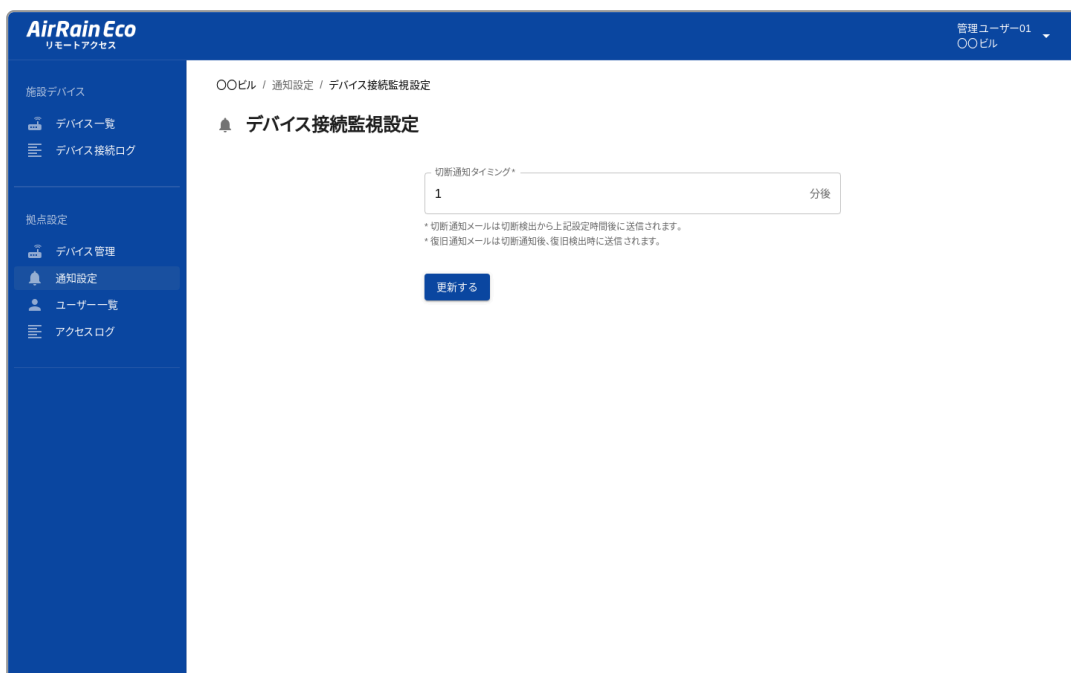 AirRain Eco
リモートアクセス
管理ユーザー01
〇〇ビル
施設デバイス
デバイス一覧
デバイス接続ログ
拠点設定
デバイス管理
通知設定
ユーザー一覧
アクセスログ
〇〇ビル / 通知設定 / デバイス接続監視設定
デバイス接続監視設定
切断通知タイミング*
1 分後
* 切断通知メールは切断検出から上記設定時間後に送信されます。
* 復旧通知メールは切断通知後、復旧検出時に送信されます。
更新する